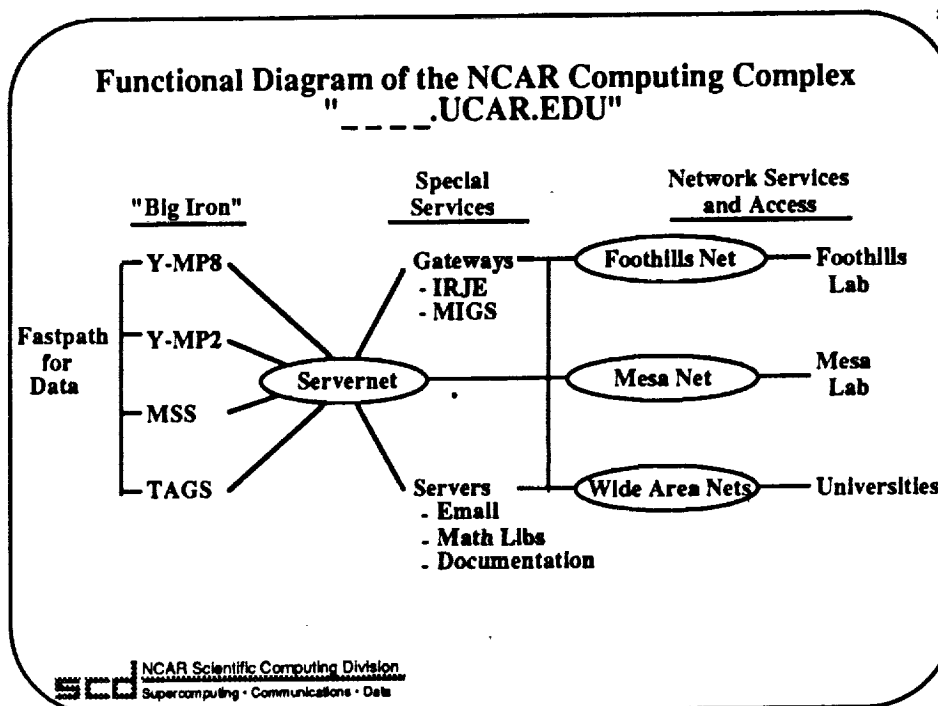 Functional Diagram of the NCAR Computing Complex
"_ _ _ _.UCAR.EDU"
"Big Iron"
Special
Services
Network Services
and Access
Fastpath
for
Data
Y-MP8
Y-MP2
MSS
TAGS
Servernet
Gateways
- IRJE
- MIGS
Servers
- Email
- Math Libs
- Documentation
Foothills Net
Mesa Net
Wide Area Nets
Foothills
Lab
Mesa
Lab
Universities
scd
NCAR Scientific Computing Division
Supercomputing · Communications · Data